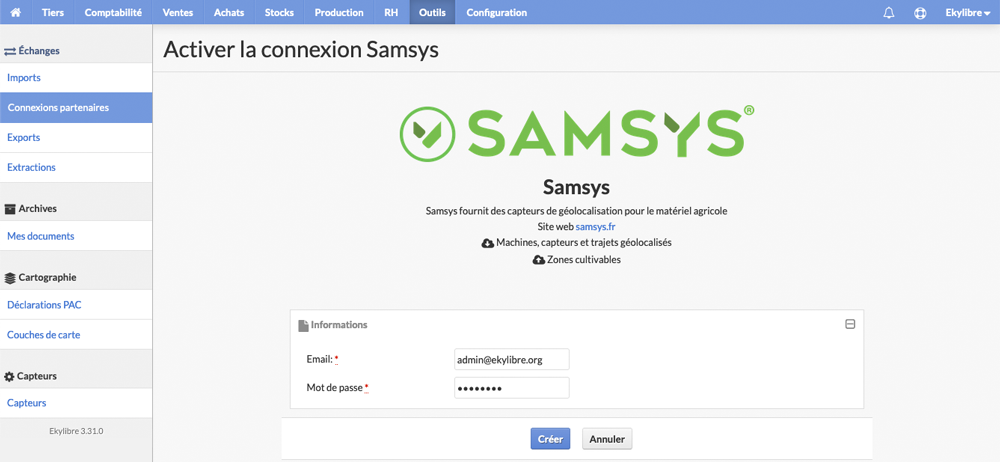 Tiers Comptabilité Ventes Achats Stocks Production RH Outils Configuration Ekylibre
Échanges
Imports
Connexions partenaires
Exports
Extractions
Archives
Mes documents
Cartographie
Déclarations PAC
Couches de carte
Capteurs
Capteurs
Ekylibre 3.31.0
Activer la connexion Samsys
SAMSYS®
Samsys
Samsys fournit des capteurs de géolocalisation pour le matériel agricole
Site web samsys.fr
Machines, capteurs et trajets géolocalisés
Zones cultivables
Informations
Email: * admin@ekylibre.org
Mot de passe * ••••••••
Créer Annuler